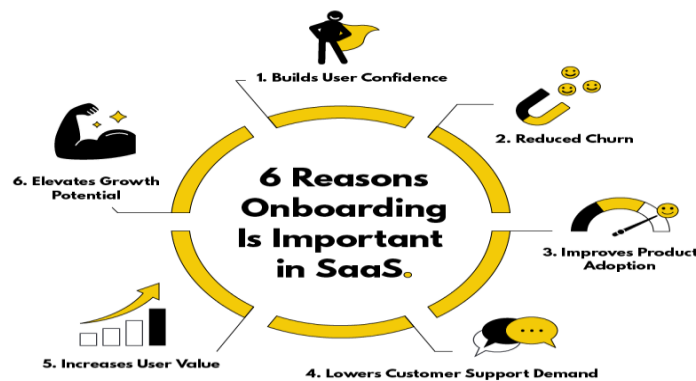 1. Builds User Confidence
2. Reduced Churn
6 Reasons
Onboarding
Is Important
in SaaS.
6. Elevates Growth
Potential
3. Improves Product
Adoption
5. Increases User Value
4. Lowers Customer Support Demand